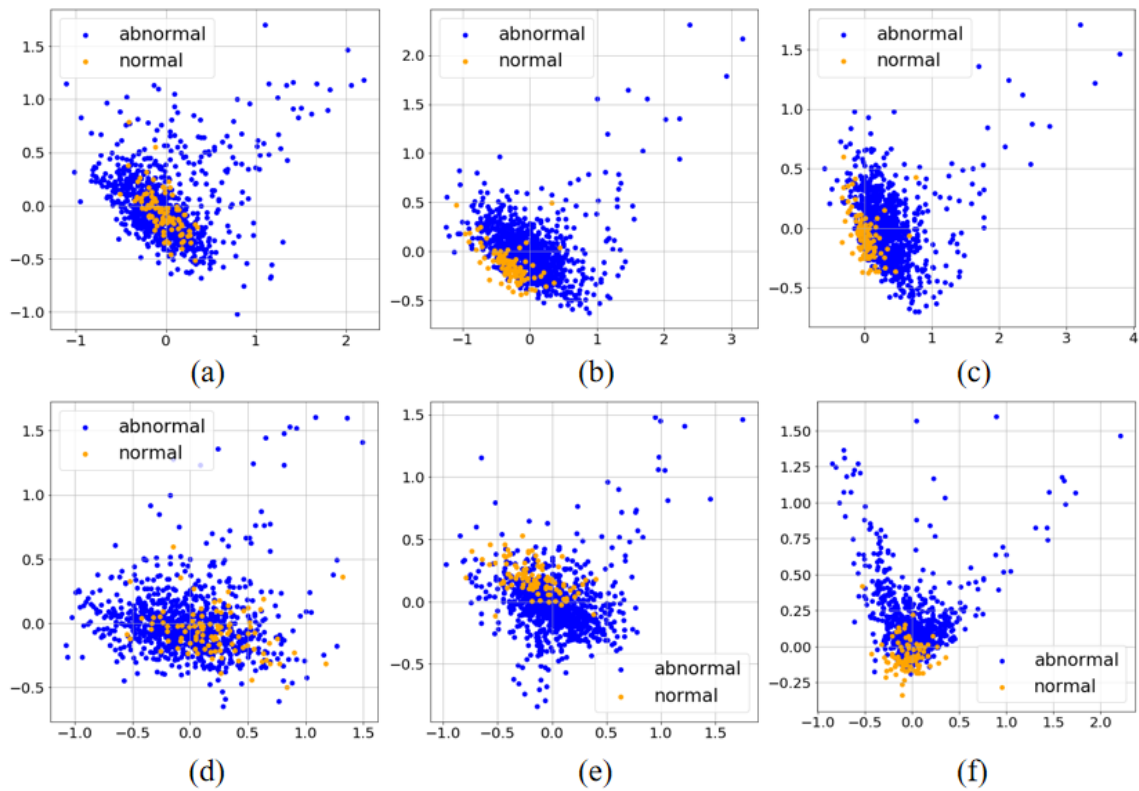 abnormal
normal
1.5
1.0
0.5
0.0
−0.5
−1.0
−1 0 1 2
(a)
abnormal
normal
2.0
1.5
1.0
0.5
0.0
−0.5
−1 0 1 2 3
(b)
abnormal
normal
1.5
1.0
0.5
0.0
−0.5
0 1 2 3 4
(c)
abnormal
normal
1.5
1.0
0.5
0.0
−0.5
−1.0 −0.5 0.0 0.5 1.0 1.5
(d)
1.5
1.0
0.5
0.0
−0.5
abnormal
normal
−1.0 −0.5 0.0 0.5 1.0 1.5
(e)
1.50
1.25
1.00
0.75
0.50
0.25
0.00
−0.25
abnormal
normal
−1.0 −0.5 0.0 0.5 1.0 1.5 2.0
(f)